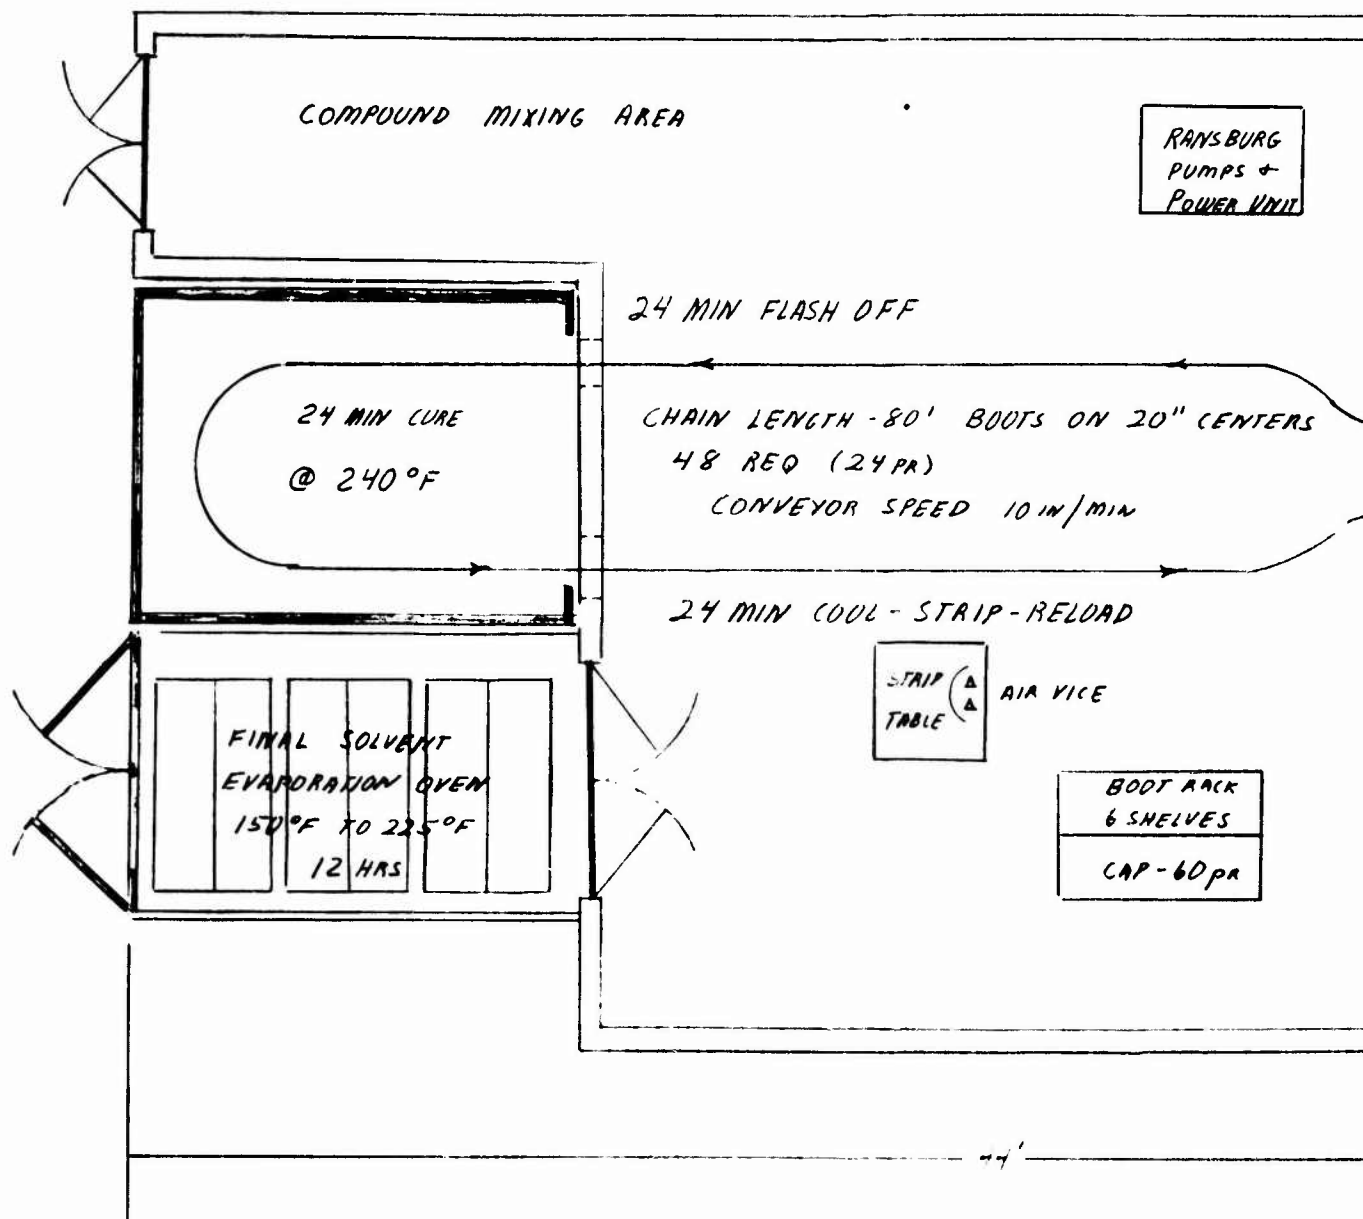 COMPOUND MIXING AREA
RANSBURG
PUMPS &
POWER UNIT
24 MIN FLASH OFF
24 MIN CURE
@ 240°F
CHAIN LENGTH - 80' BOOTS ON 20" CENTERS
48 REQ (24 PR)
CONVEYOR SPEED 10 IN/MIN
24 MIN COOL - STRIP - RELOAD
STRIP
TABLE
AIR VICE
FINAL SOLVENT
EVAPORATION OVEN
150°F TO 225°F
12 HRS
BOOT RACK
6 SHELVES
CAP - 60 PR
44'